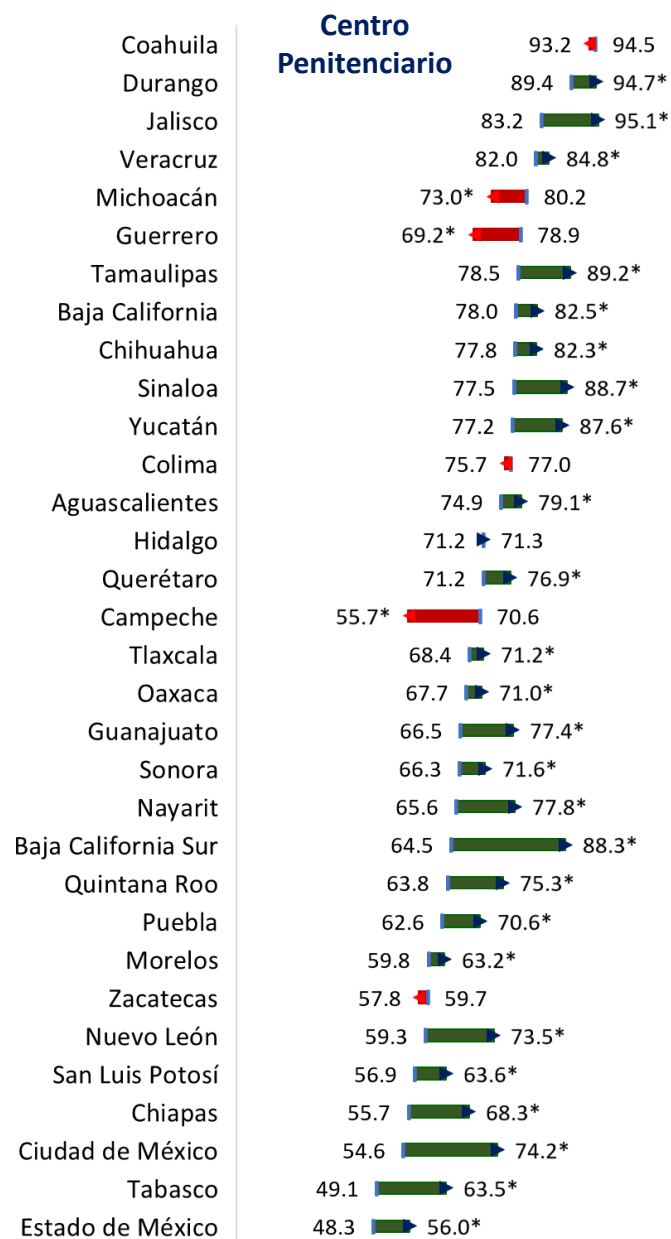 Centro
Penitenciario
Coahuila 93.2 94.5
Durango 89.4 94.7*
Jalisco 83.2 95.1*
Veracruz 82.0 84.8*
Michoacán 73.0* 80.2
Guerrero 69.2* 78.9
Tamaulipas 78.5 89.2*
Baja California 78.0 82.5*
Chihuahua 77.8 82.3*
Sinaloa 77.5 88.7*
Yucatán 77.2 87.6*
Colima 75.7 77.0
Aguascalientes 74.9 79.1*
Hidalgo 71.2 71.3
Querétaro 71.2 76.9*
Campeche 55.7* 70.6
Tlaxcala 68.4 71.2*
Oaxaca 67.7 71.0*
Guanajuato 66.5 77.4*
Sonora 66.3 71.6*
Nayarit 65.6 77.8*
Baja California Sur 64.5 88.3*
Quintana Roo 63.8 75.3*
Puebla 62.6 70.6*
Morelos 59.8 63.2*
Zacatecas 57.8 59.7
Nuevo León 59.3 73.5*
San Luis Potosí 56.9 63.6*
Chiapas 55.7 68.3*
Ciudad de México 54.6 74.2*
Tabasco 49.1 63.5*
Estado de México 48.3 56.0*